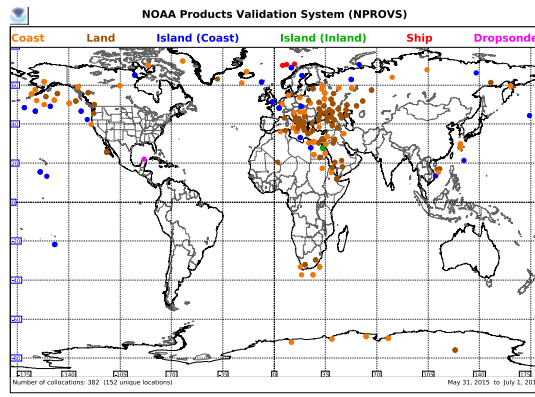 NOAA Products Validation System (NPROVS)
Coast Land Island (Coast) Island (Inland) Ship Dropsonde
Number of collocations: 382 (152 unique locations) May 31, 2015 to July 1, 201